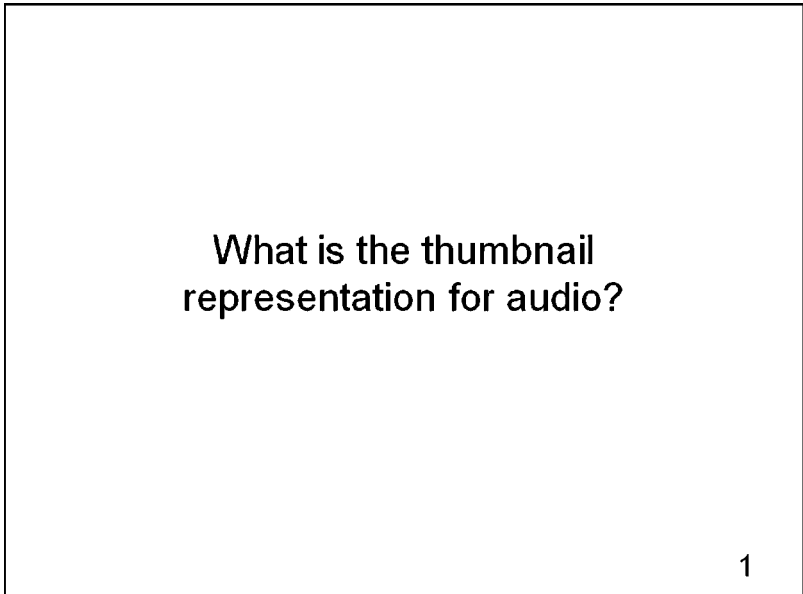 What is the thumbnail
representation for audio?
1